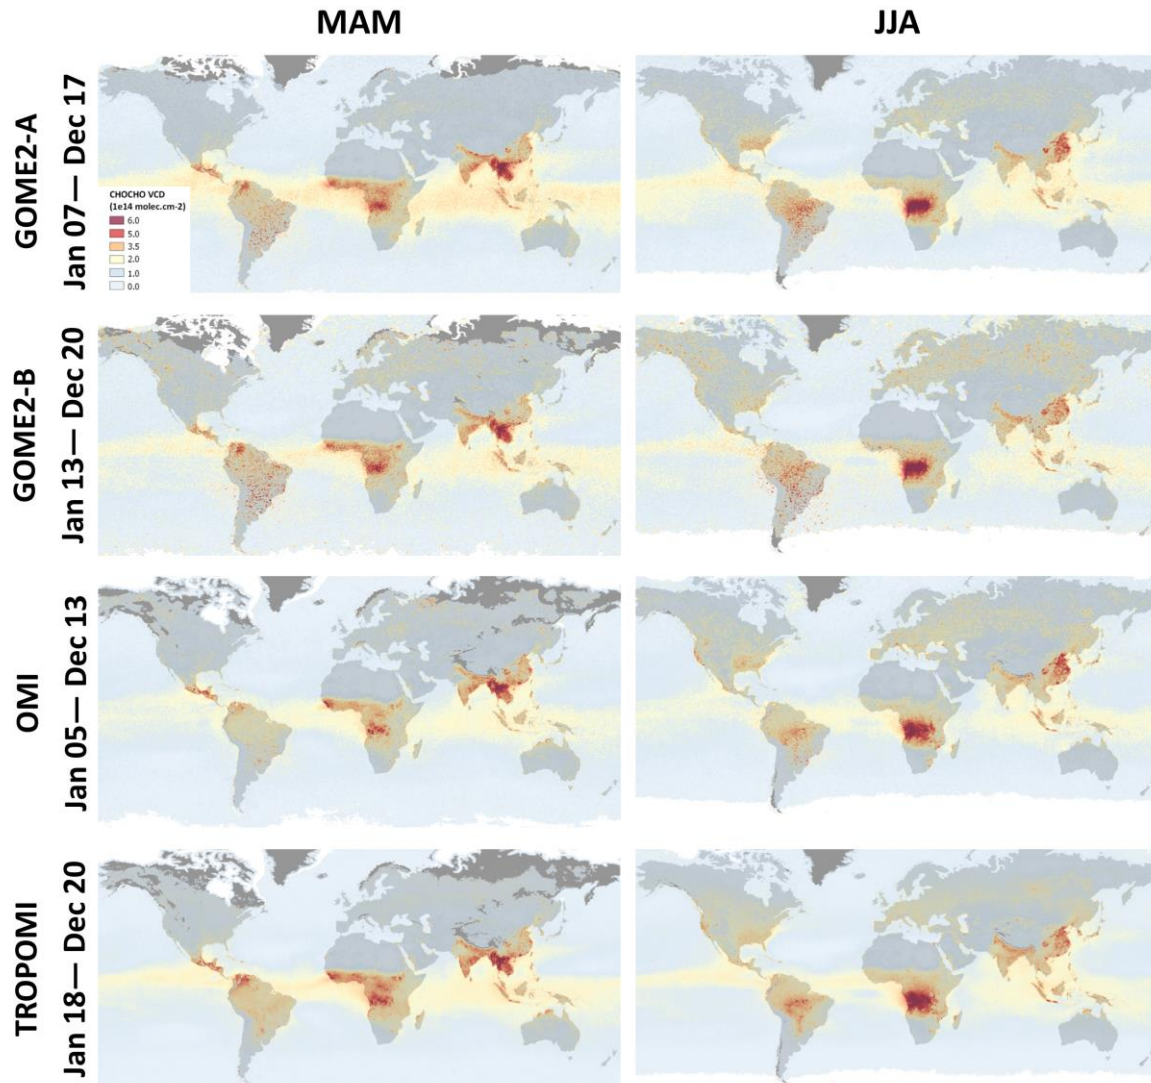 MAM
JJA
GOME2-A
Jan 07— Dec 17
CHOCHO VCD
(1e14 molec.cm-2)
6.0
5.0
3.5
2.0
1.0
0.0
GOME2-B
Jan 13— Dec 20
OMI
Jan 05— Dec 13
TROPOMI
Jan 18— Dec 20